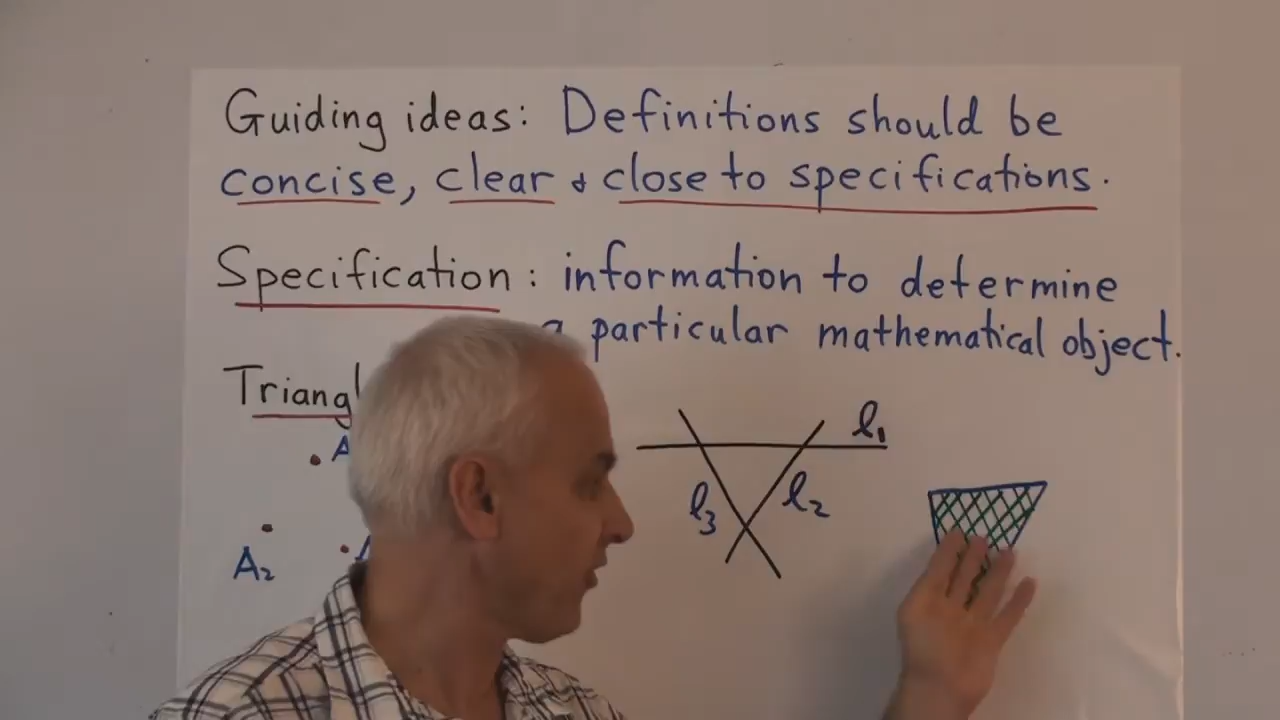 Guiding ideas: Definitions should be
concise, clear & close to specifications.
Specification: information to determine
a particular mathematical object.
Triangl
A
l₁
l₃ l₂
A₂